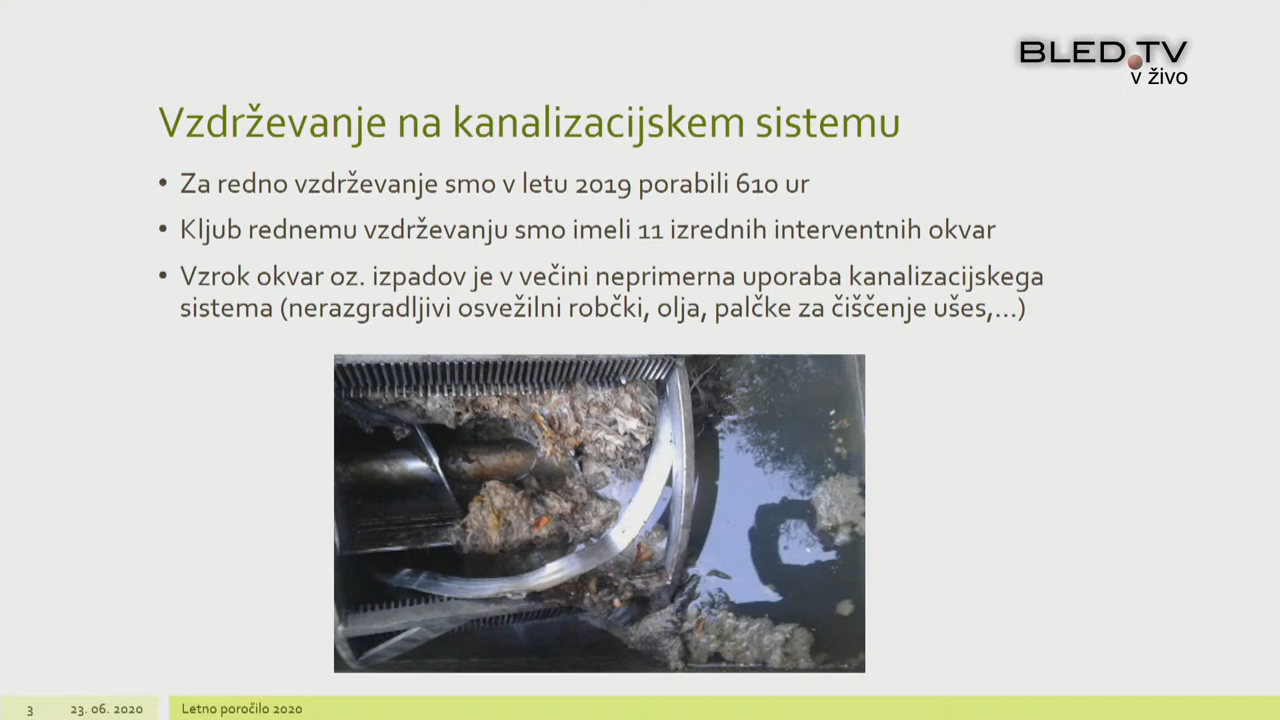 BLED.TV
v živo
Vzdrževanje na kanalizacijskem sistemu
• Za redno vzdrževanje smo v letu 2019 porabili 610 ur
• Kljub rednemu vzdrževanju smo imeli 11 izrednih interventnih okvar
• Vzrok okvar oz. izpadov je v večini neprimerna uporaba kanalizacijskega
sistema (nerazgradljivi osvežilni robčki, olja, palčke za čiščenje ušes,...)
3 23. 06. 2020 Letno poročilo 2020